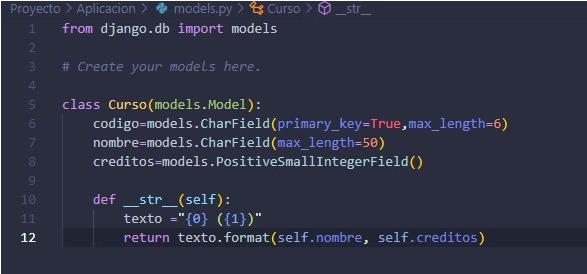 Proyecto > Aplicacion > models.py > Curso > __str__
1 from django.db import models
2
3 # Create your models here.
4
5 class Curso(models.Model):
6     codigo=models.CharField(primary_key=True,max_length=6)
7     nombre=models.CharField(max_length=50)
8     creditos=models.PositiveSmallIntegerField()
9
10     def __str__(self):
11         texto ="{0} ({1})"
12         return texto.format(self.nombre, self.creditos)